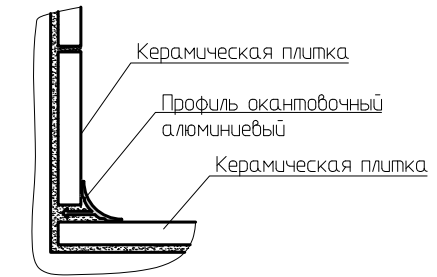 Керамическая плитка
Профиль окантовочный
алюминиевый
Керамическая плитка